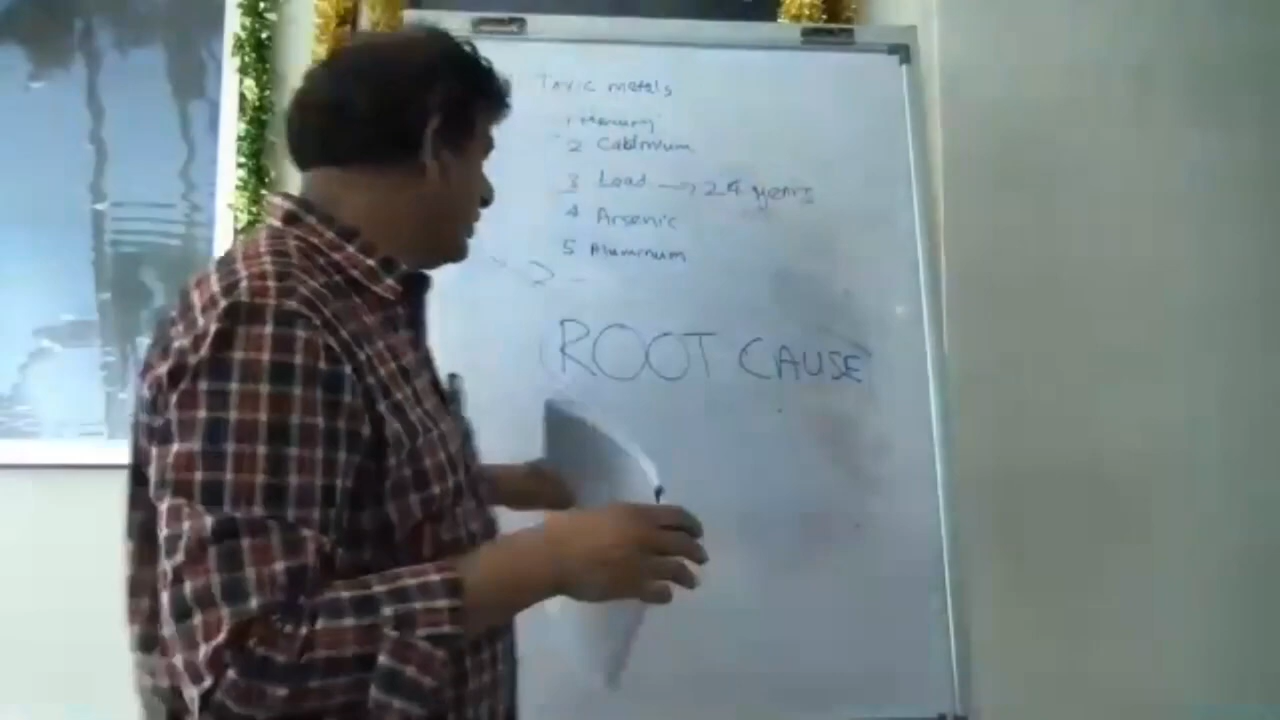 Toxic metals
1 Mercury
2 Cadmium
3 Lead → 24 years
4 Arsenic
5 Aluminum
ROOT CAUSE